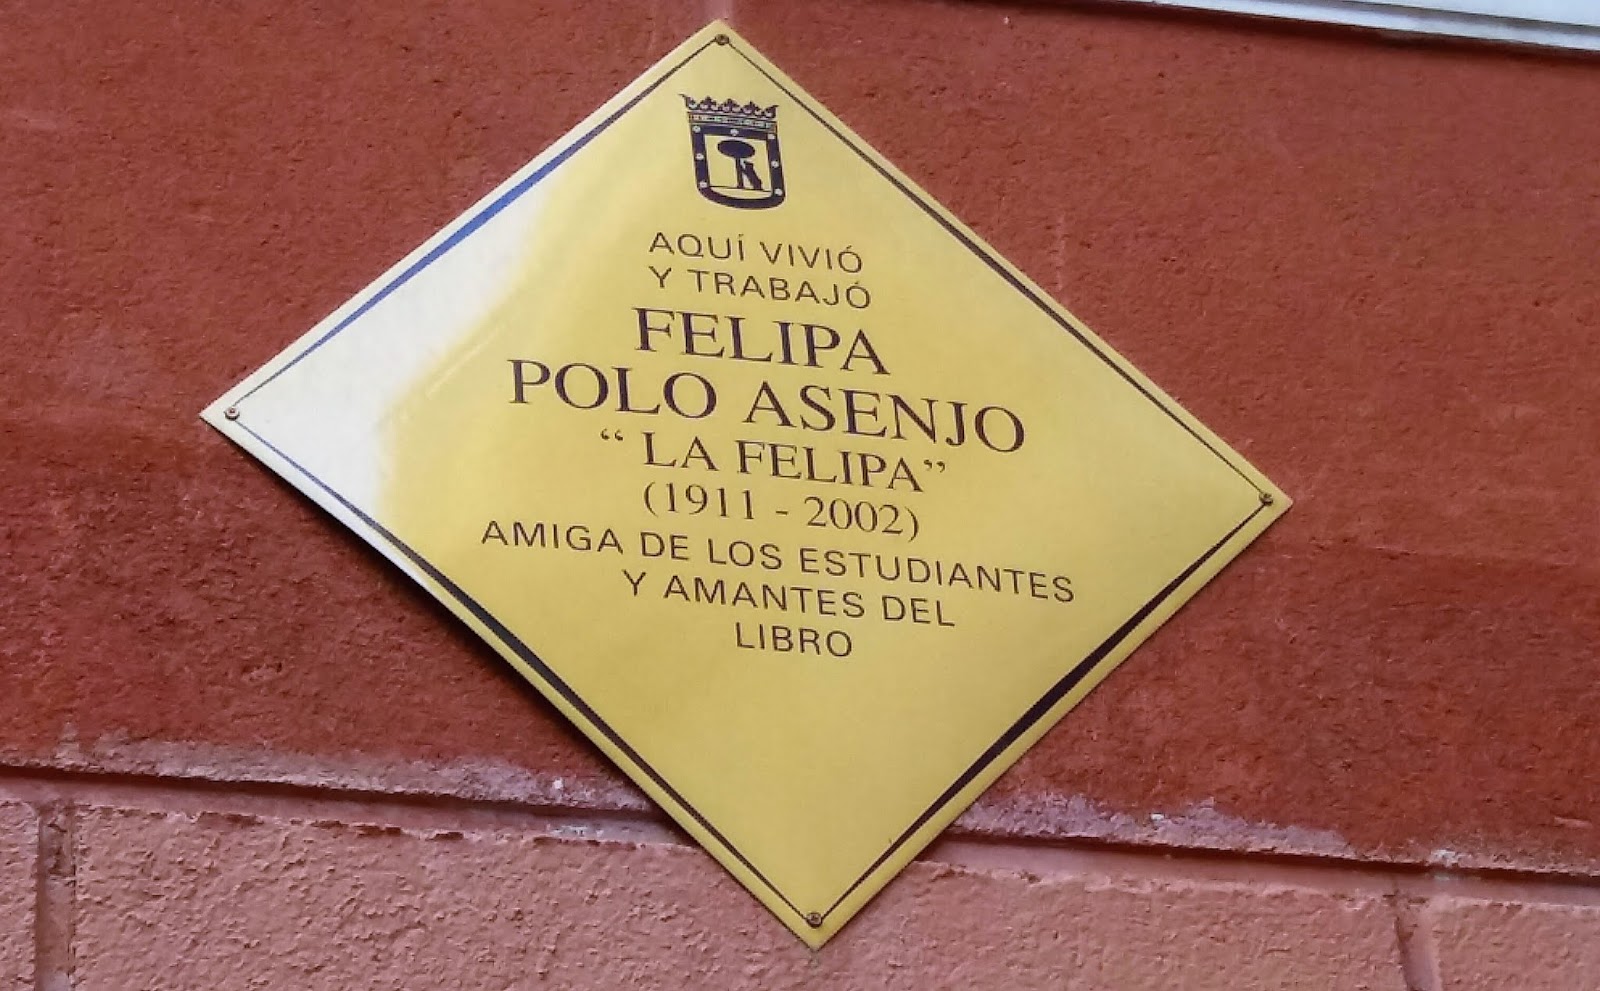 AQUÍ VIVIÓ
Y TRABAJÓ
FELIPA
POLO ASENJO
“ LA FELIPA”
(1911 - 2002)
AMIGA DE LOS ESTUDIANTES
Y AMANTES DEL
LIBRO